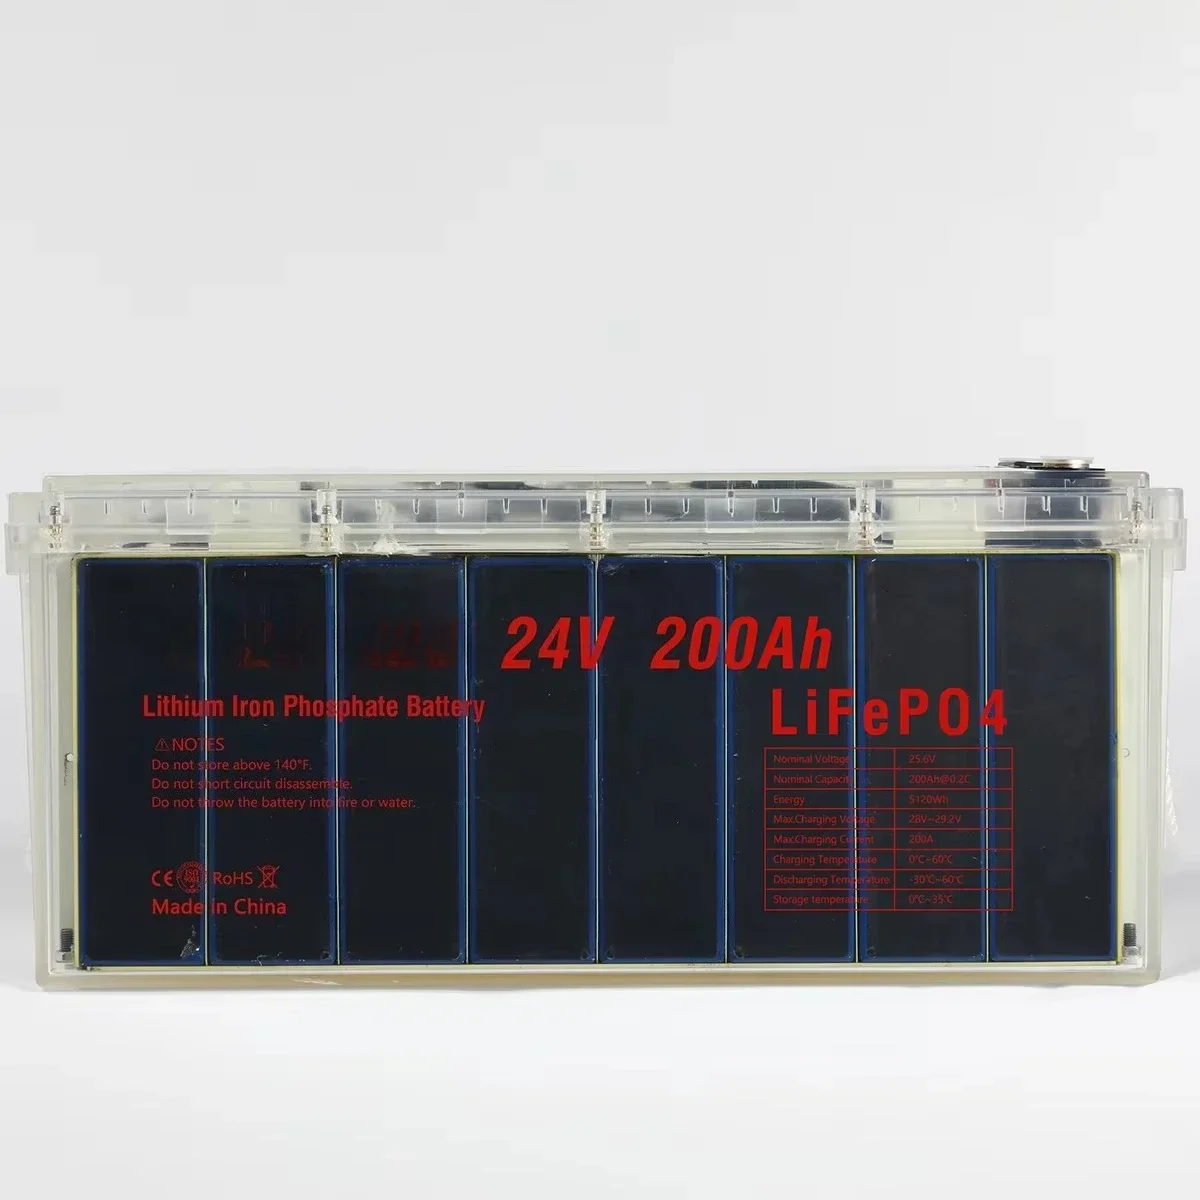 24V 200Ah
Lithium Iron Phosphate Battery
LiFePO4
⚠NOTES
Do not store above 140°F.
Do not short circuit disassemble.
Do not throw the battery into fire or water.
CE ISO 9001 RoHS
Made in China
Nominal Voltage 25.6V
Nominal Capacity 200Ah@0.2C
Energy 5120Wh
Max.Charging Voltage 28V~29.2V
Max.Charging Current 200A
Charging Temperature 0℃~60℃
Discharging Temperature -30℃~60℃
Storage temperature 0℃~35℃